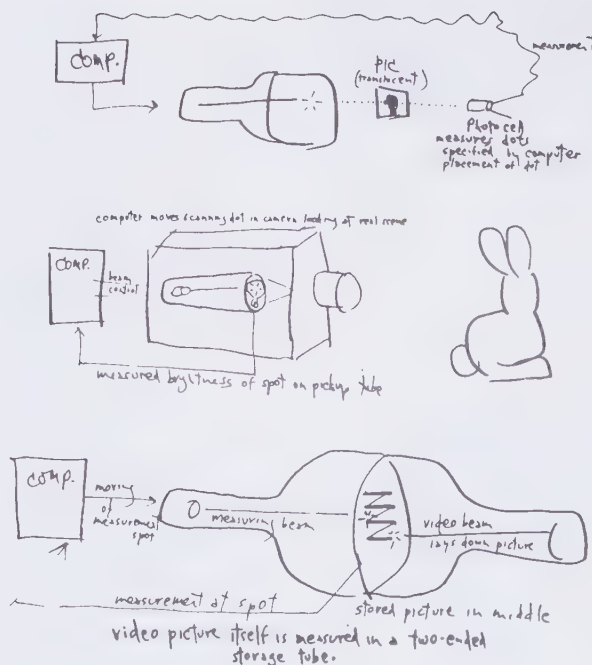 measurement
COMP.
PIC
(translucent)
Photocell
measures dots
specified by computer
placement of dot
computer moves scanning dot in camera looking at real scene
COMP.
beam
control
measured brightness of spot on pickup tube
COMP.
moving
of
measurement
spot
measuring beam
video beam
lays down picture
measurement at spot
stored picture in middle
video picture itself is measured in a two-ended
storage tube.